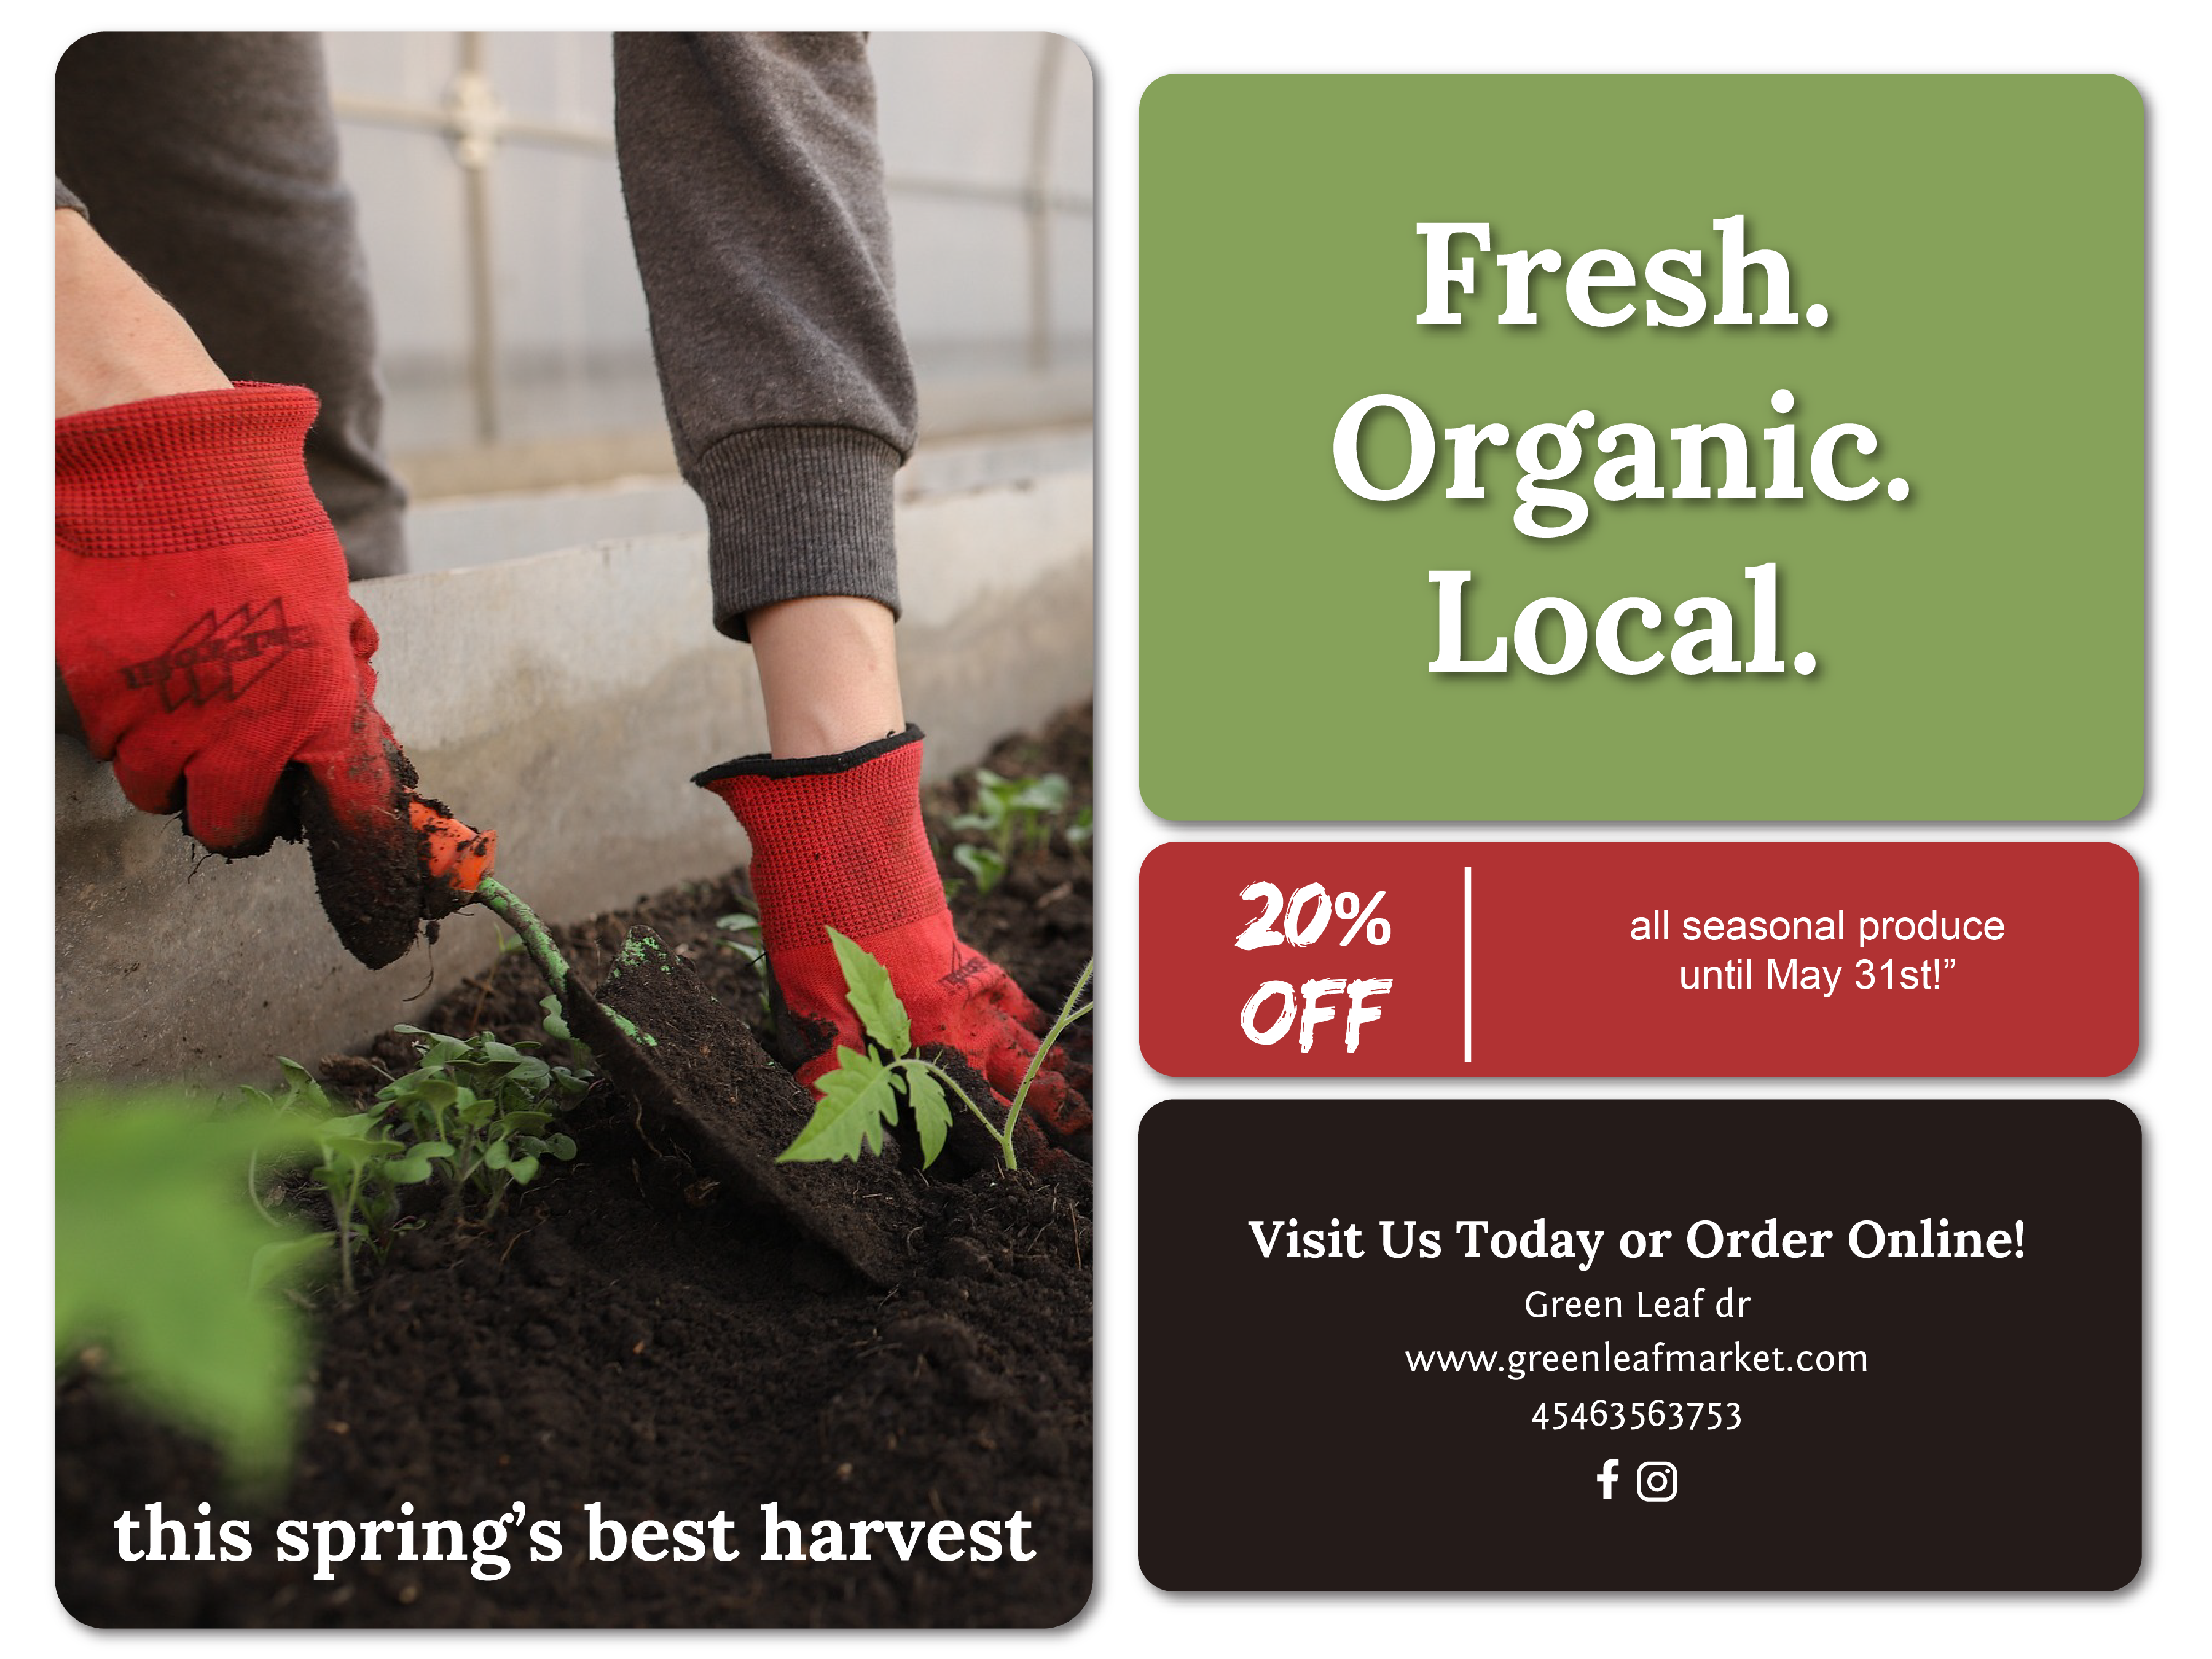 this spring’s best harvest
Fresh.
Organic.
Local.
20%
OFF
all seasonal produce
until May 31st!”
Visit Us Today or Order Online!
Green Leaf dr
www.greenleafmarket.com
45463563753